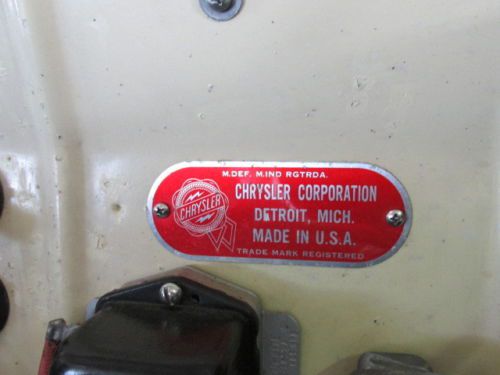 M.DEF. M.IND RGTRDA.
CHRYSLER
CHRYSLER CORPORATION
DETROIT, MICH.
MADE IN U.S.A.
TRADE MARK REGISTERED